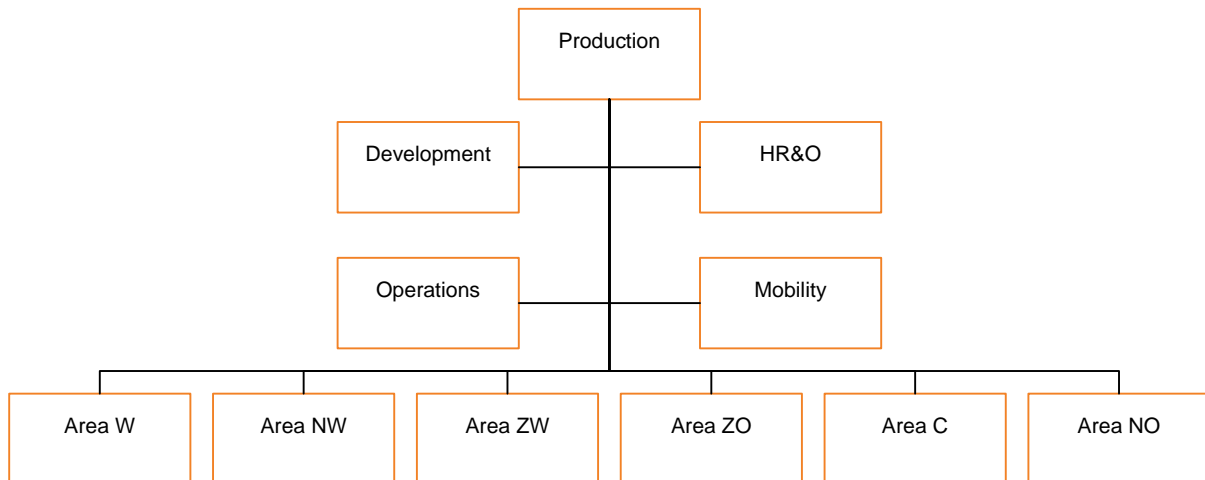 Production
Development
HR&O
Operations
Mobility
Area W
Area NW
Area ZW
Area ZO
Area C
Area NO